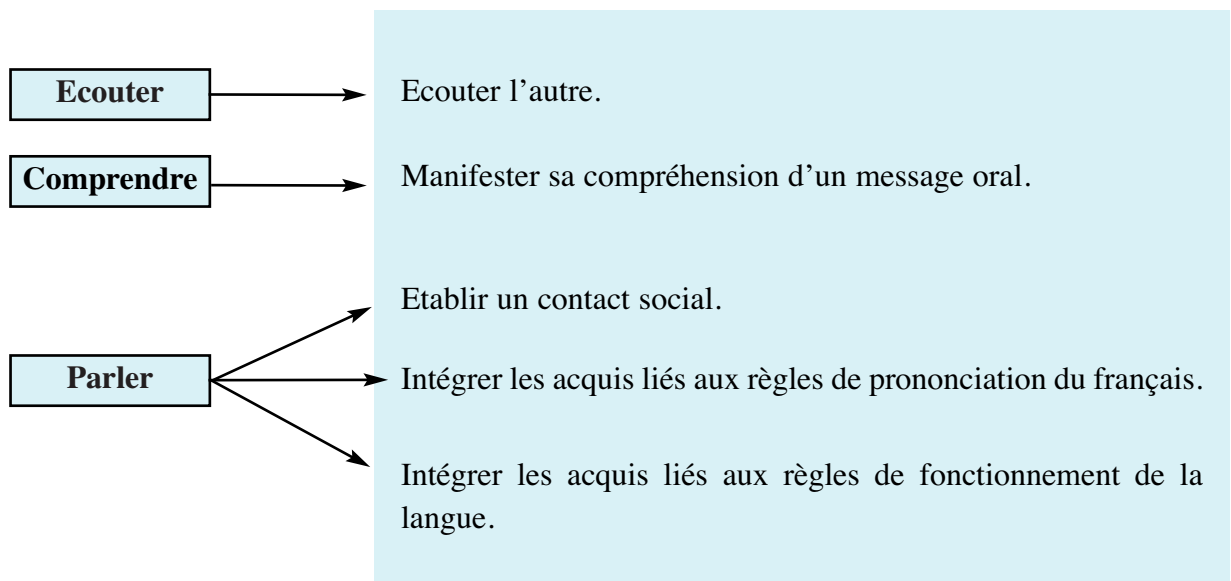 Ecouter
Ecouter l’autre.
Comprendre
Manifester sa compréhension d’un message oral.
Etablir un contact social.
Parler
Intégrer les acquis liés aux règles de prononciation du français.
Intégrer les acquis liés aux règles de fonctionnement de la
langue.